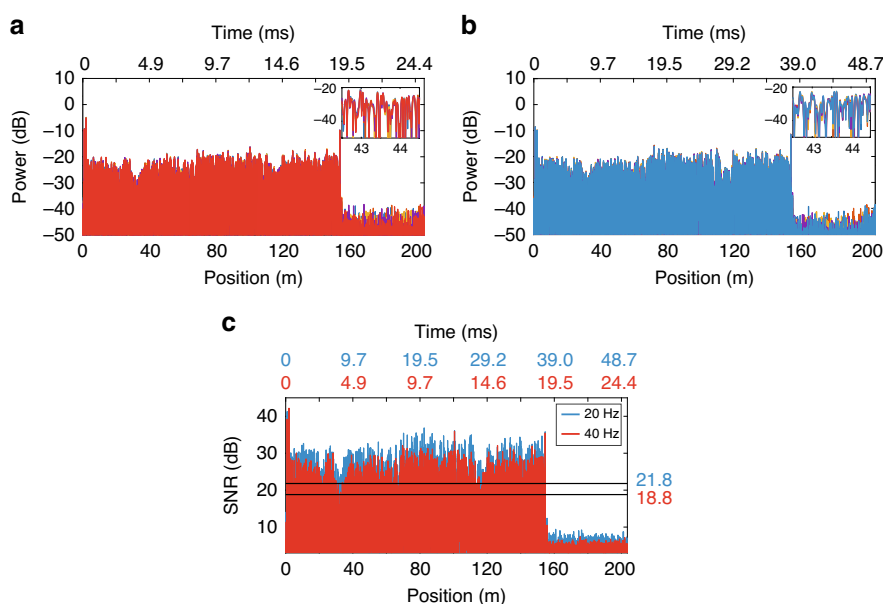 a
Time (ms)
0 4.9 9.7 14.6 19.5 24.4
10
0
−10
−20
−30
−40
−50
Power (dB)
−20
−40
43 44
0 40 80 120 160 200
Position (m)
b
Time (ms)
0 9.7 19.5 29.2 39.0 48.7
10
0
−10
−20
−30
−40
−50
Power (dB)
−20
−40
43 44
0 40 80 120 160 200
Position (m)
c
Time (ms)
0 9.7 19.5 29.2 39.0 48.7
0 4.9 9.7 14.6 19.5 24.4
40
30
20
10
SNR (dB)
20 Hz
40 Hz
21.8
18.8
0 40 80 120 160 200
Position (m)